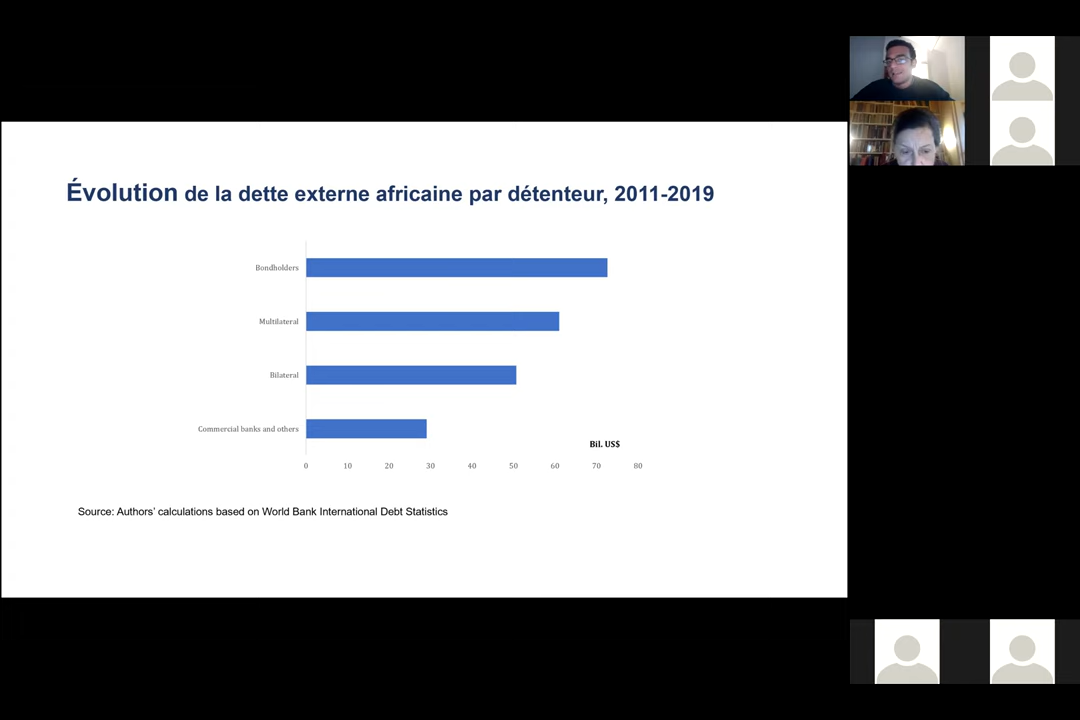 Évolution de la dette externe africaine par détenteur, 2011-2019
Bondholders
Multilateral
Bilateral
Commercial banks and others
Bil. US$
0 10 20 30 40 50 60 70 80
Source: Authors’ calculations based on World Bank International Debt Statistics